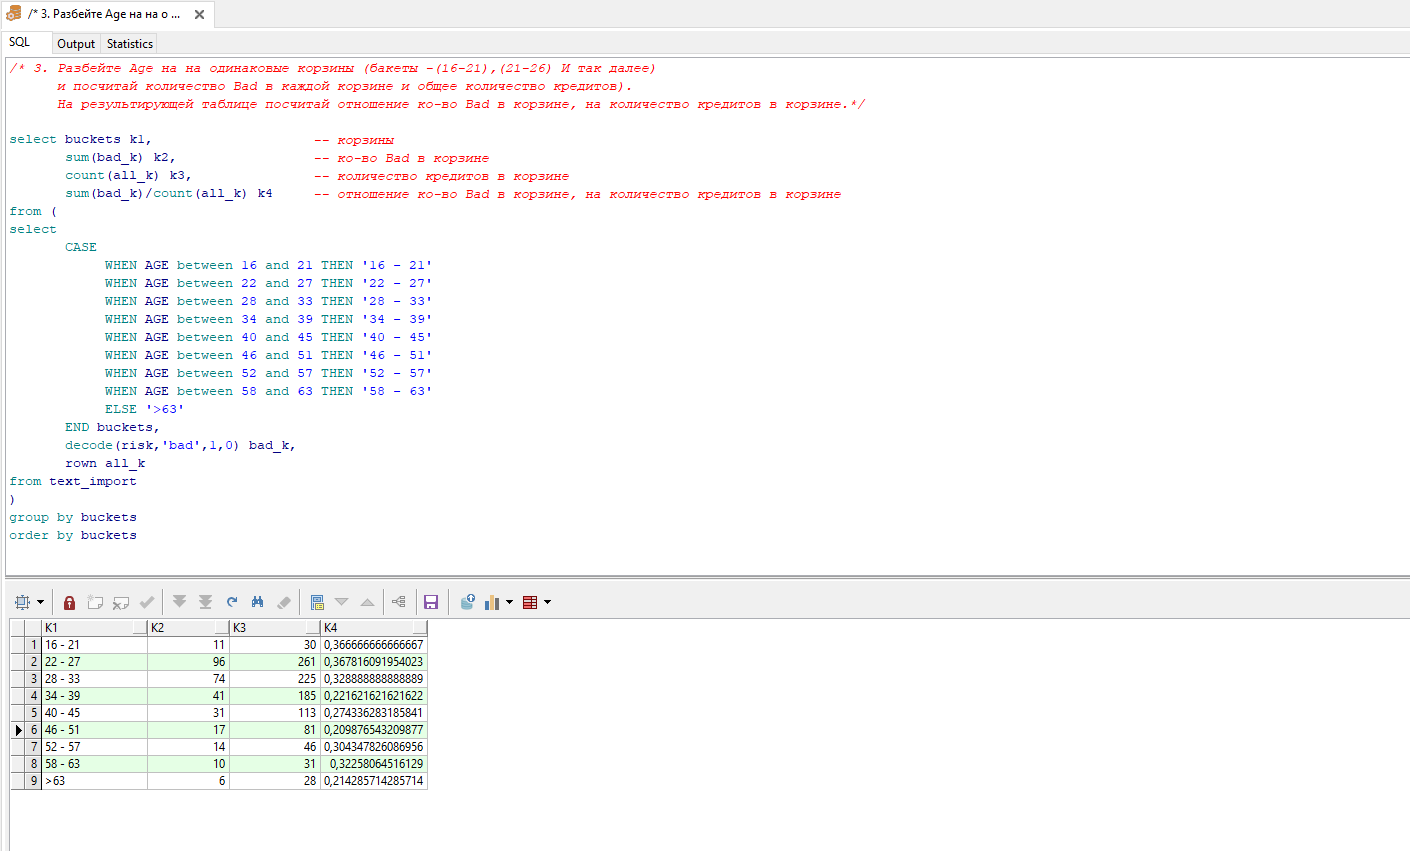 /* 3. Разбейте Age на на о ...
SQL
Output
Statistics
/* 3. Разбейте Age на на одинаковые корзины (бакеты -(16-21),(21-26) И так далее)
и посчитай количество Bad в каждой корзине и общее количество кредитов).
На результирующей таблице посчитай отношение ко-во Bad в корзине, на количество кредитов в корзине.*/
select buckets k1, -- корзины
sum(bad_k) k2, -- ко-во Bad в корзине
count(all_k) k3, -- количество кредитов в корзине
sum(bad_k)/count(all_k) k4 -- отношение ко-во Bad в корзине, на количество кредитов в корзине
from (
select
CASE
WHEN AGE between 16 and 21 THEN '16 - 21'
WHEN AGE between 22 and 27 THEN '22 - 27'
WHEN AGE between 28 and 33 THEN '28 - 33'
WHEN AGE between 34 and 39 THEN '34 - 39'
WHEN AGE between 40 and 45 THEN '40 - 45'
WHEN AGE between 46 and 51 THEN '46 - 51'
WHEN AGE between 52 and 57 THEN '52 - 57'
WHEN AGE between 58 and 63 THEN '58 - 63'
ELSE '>63'
END buckets,
decode(risk,'bad',1,0) bad_k,
rown all_k
from text_import
)
group by buckets
order by buckets
K1 K2 K3 K4
1 16 - 21 11 30 0,366666666666667
2 22 - 27 96 261 0,367816091954023
3 28 - 33 74 225 0,328888888888889
4 34 - 39 41 185 0,221621621621622
5 40 - 45 31 113 0,274336283185841
6 46 - 51 17 81 0,209876543209877
7 52 - 57 14 46 0,304347826086956
8 58 - 63 10 31 0,32258064516129
9 >63 6 28 0,214285714285714